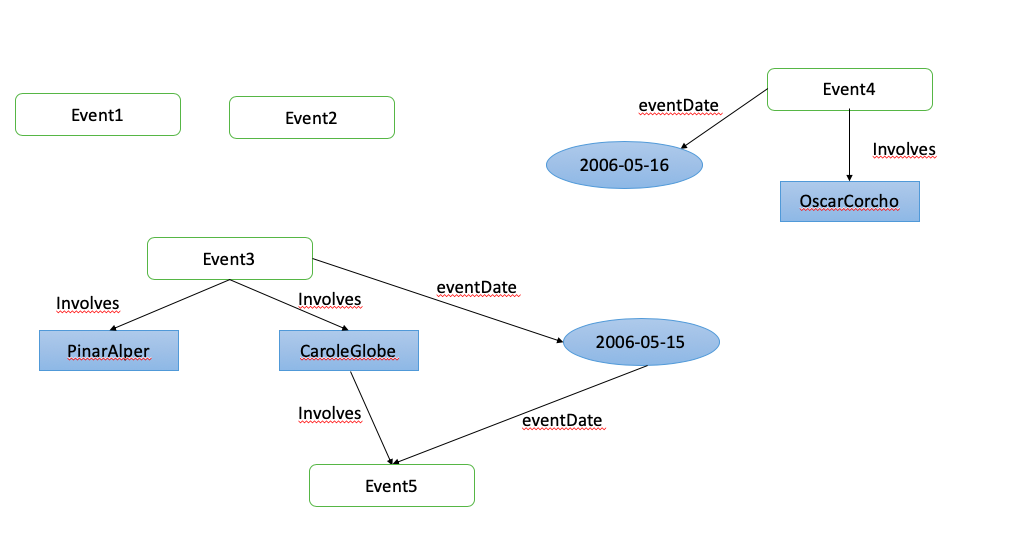 Event4
eventDate
Event1
Event2
Involves
2006-05-16
OscarCorcho
Event3
eventDate
Involves
Involves
PinarAlper
CaroleGlobe
2006-05-15
Involves
eventDate
Event5